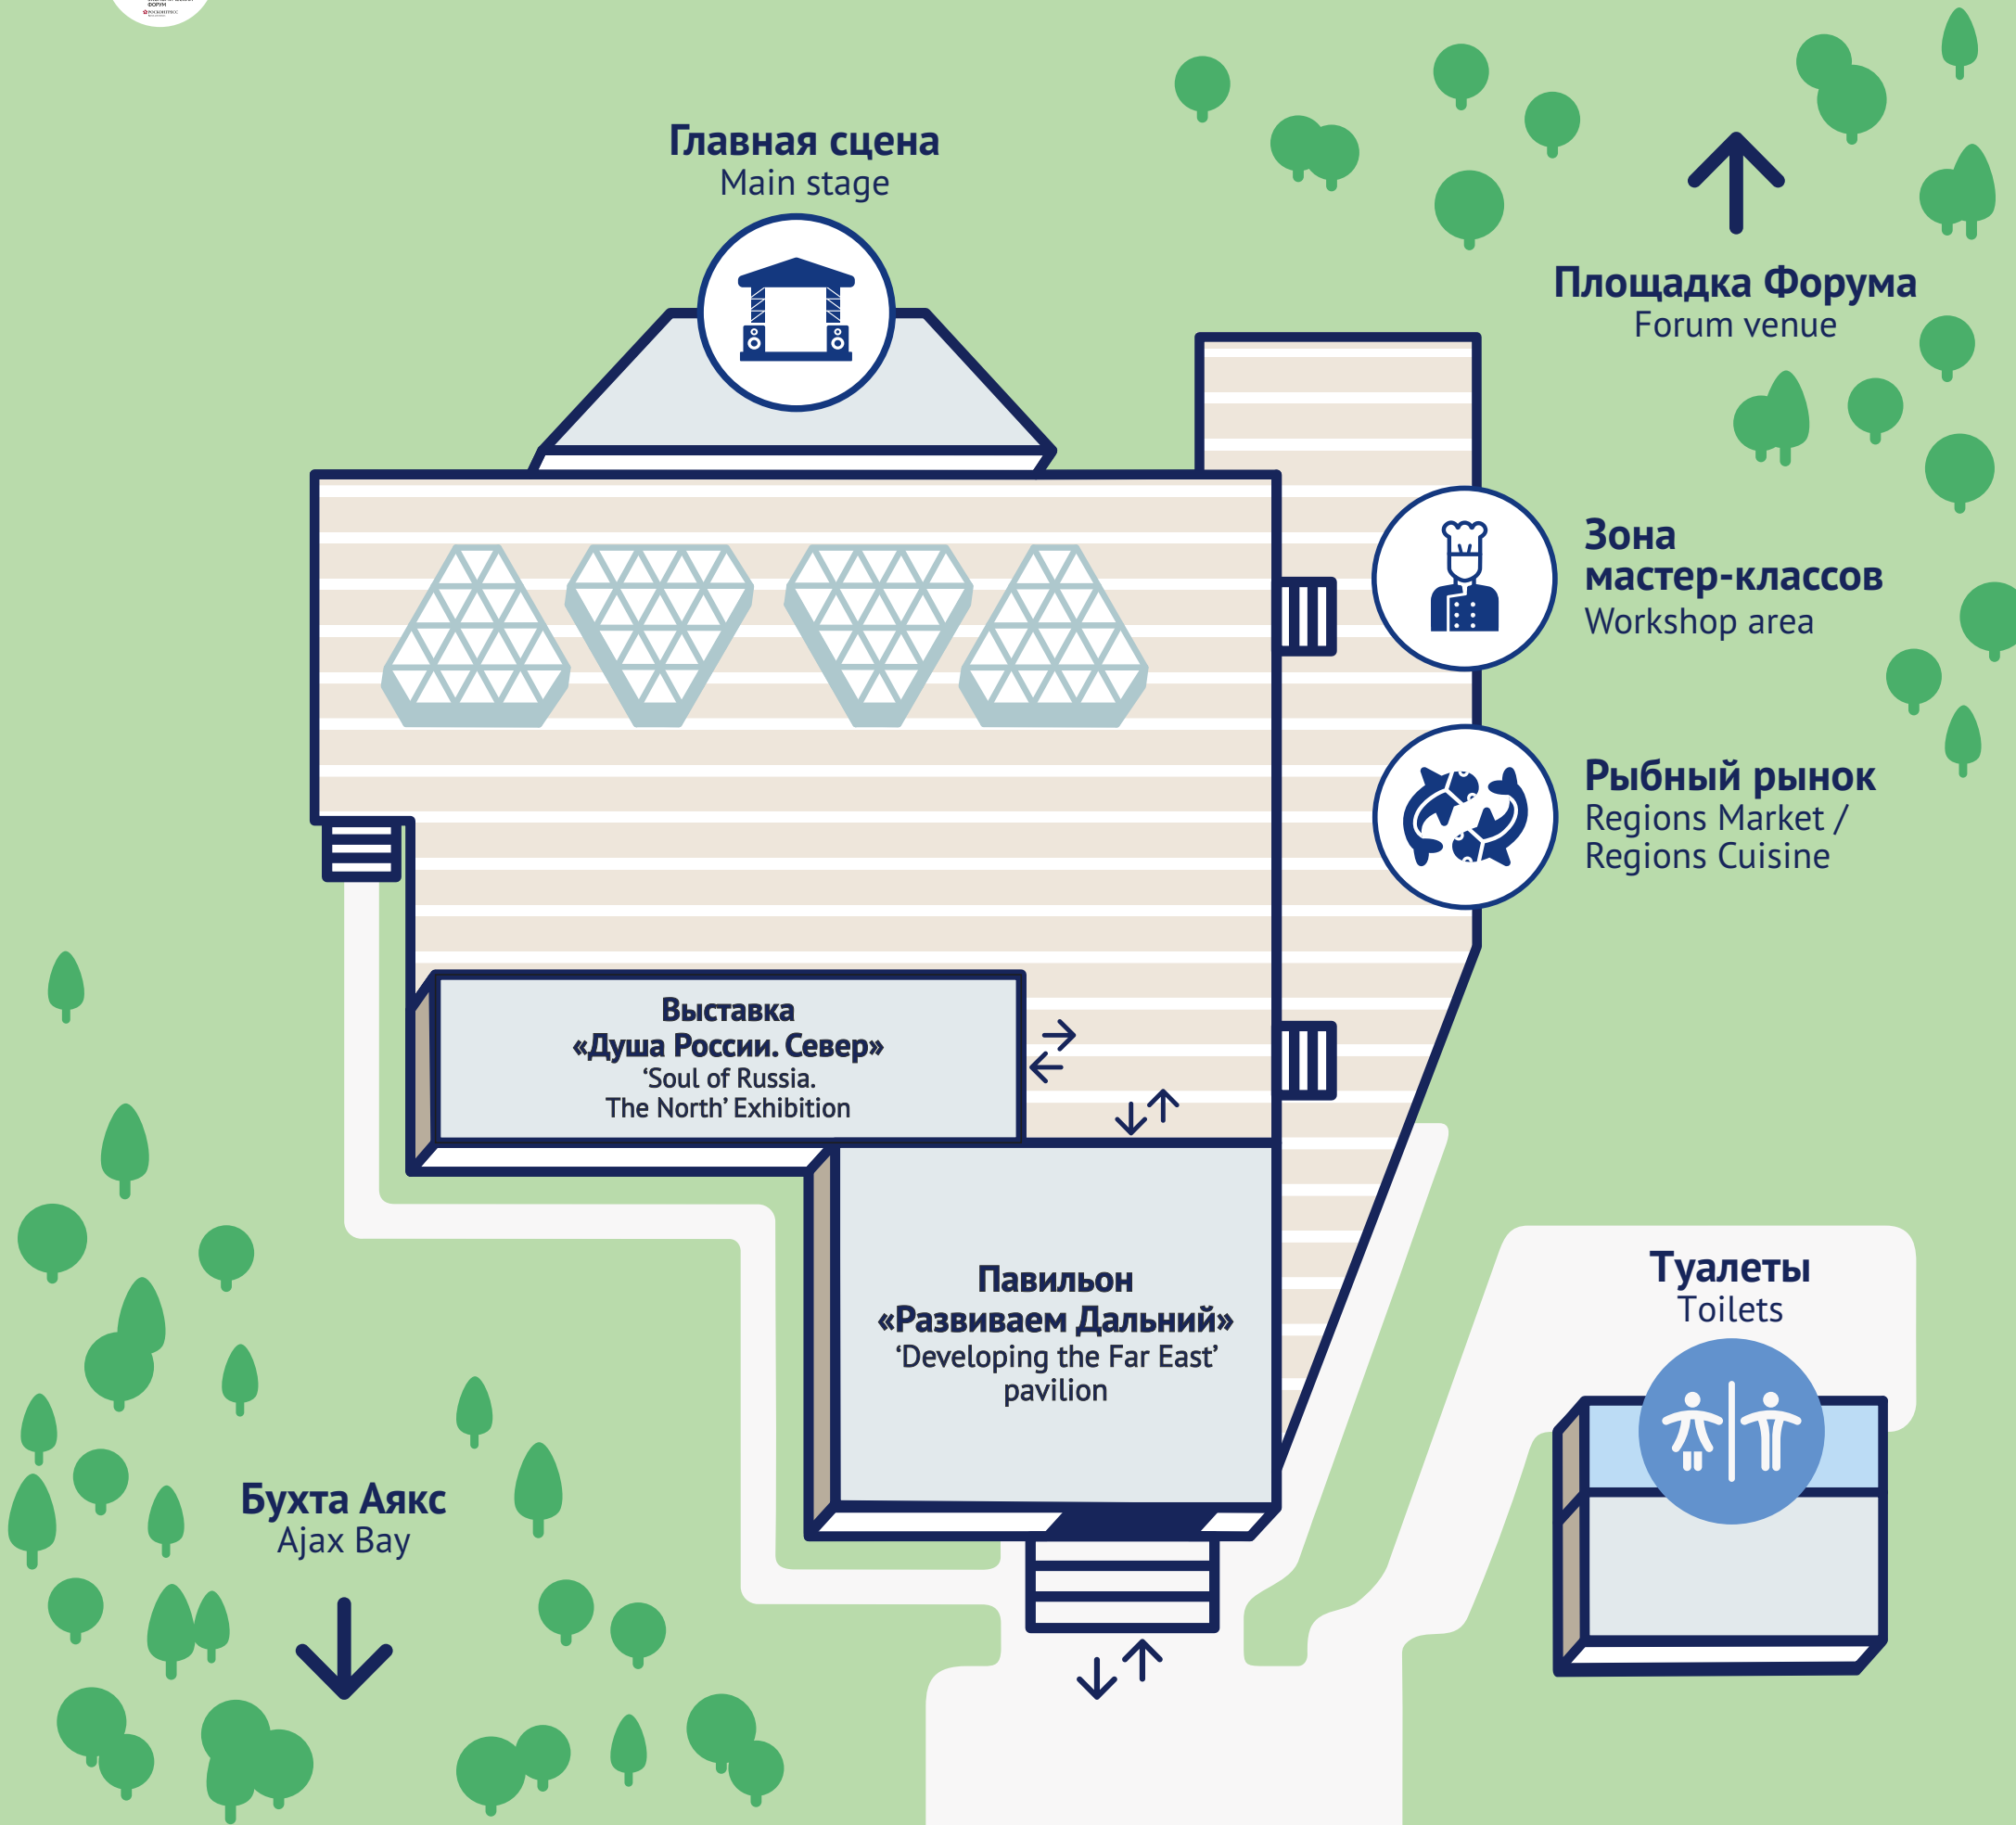 ФОРУМ
РОСКОНГРЕСС
Главная сцена
Main stage
Площадка Форума
Forum venue
Зона
мастер-классов
Workshop area
Рыбный рынок
Regions Market /
Regions Cuisine
Выставка
«Душа России. Север»
‘Soul of Russia.
The North’ Exhibition
Павильон
«Развиваем Дальний»
‘Developing the Far East’
pavilion
Туалеты
Toilets
Бухта Аякс
Ajax Bay